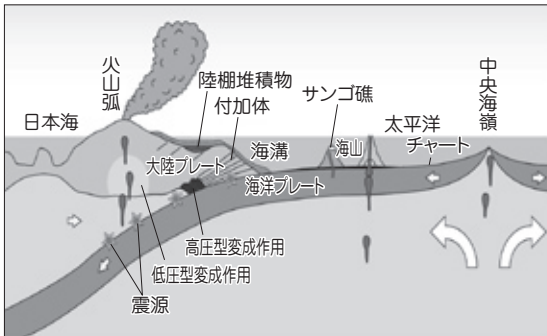 火山弧
日本海
陸棚堆積物
付加体
サンゴ礁
中央海嶺
太平洋
チャート
海溝
海山
大陸プレート
海洋プレート
高圧型変成作用
低圧型変成作用
震源